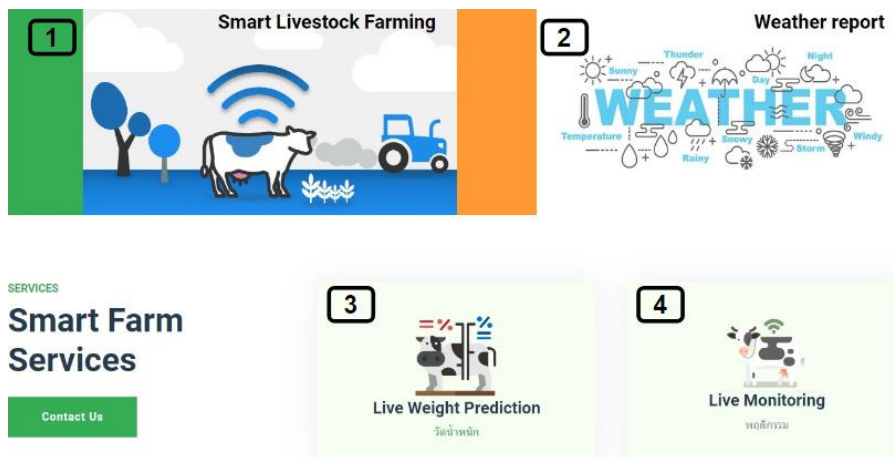 1
Smart Livestock Farming
2
Weather report
Thunder
Night
Sunny
Day
WEATHER
Temperature
Snowy
Windy
Rainy
Storm
SERVICES
Smart Farm
Services
Contact Us
3
Live Weight Prediction
วัดน้ำหนัก
4
Live Monitoring
พฤติกรรม